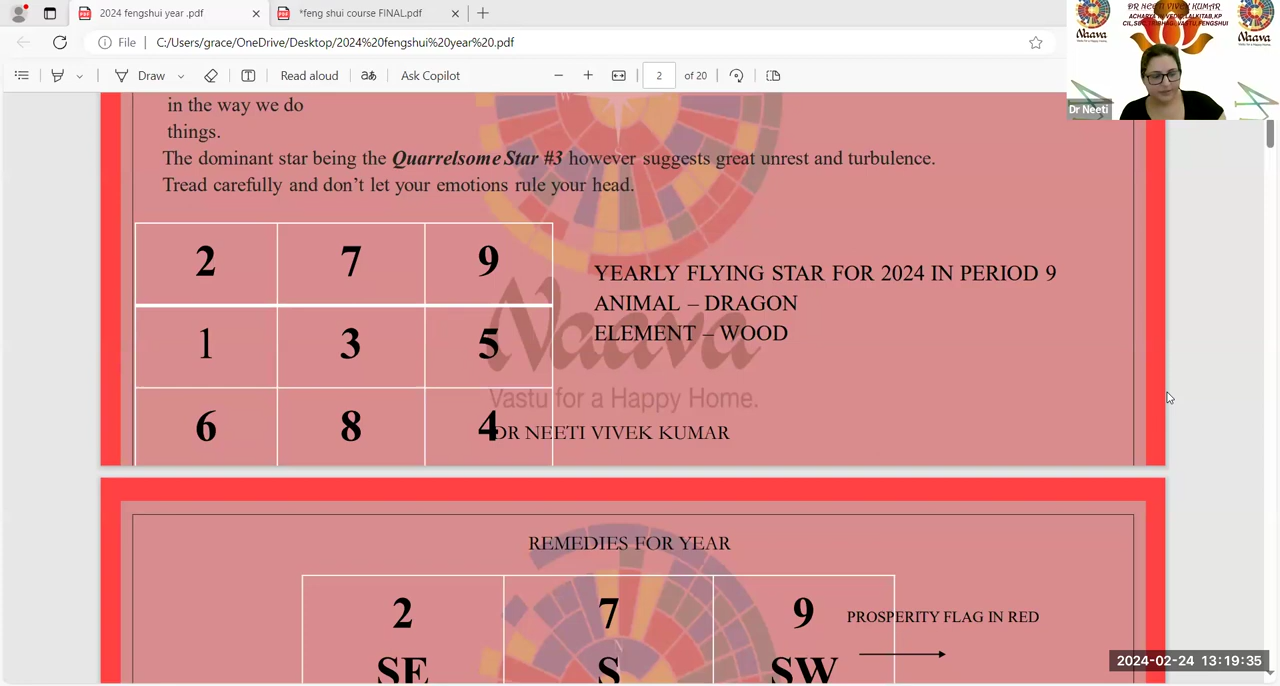 2024 fengshui year .pdf
*feng shui course FINAL.pdf
File
C:/Users/grace/OneDrive/Desktop/2024%20fengshui%20year%20.pdf
Draw
Read aloud
Ask Copilot
2 of 20
DR NEETI VIVEK KUMAR
Naava
Naava
Dr Neeti
in the way we do
things.
The dominant star being the Quarrelsome Star #3 however suggests great unrest and turbulence.
Tread carefully and don’t let your emotions rule your head.
2 7 9
1 3 5
6 8 4
YEARLY FLYING STAR FOR 2024 IN PERIOD 9
ANIMAL – DRAGON
ELEMENT – WOOD
Naava
Vastu for a Happy Home.
DR NEETI VIVEK KUMAR
REMEDIES FOR YEAR
2 7 9
SE S SW
PROSPERITY FLAG IN RED
2024-02-24 13:19:35